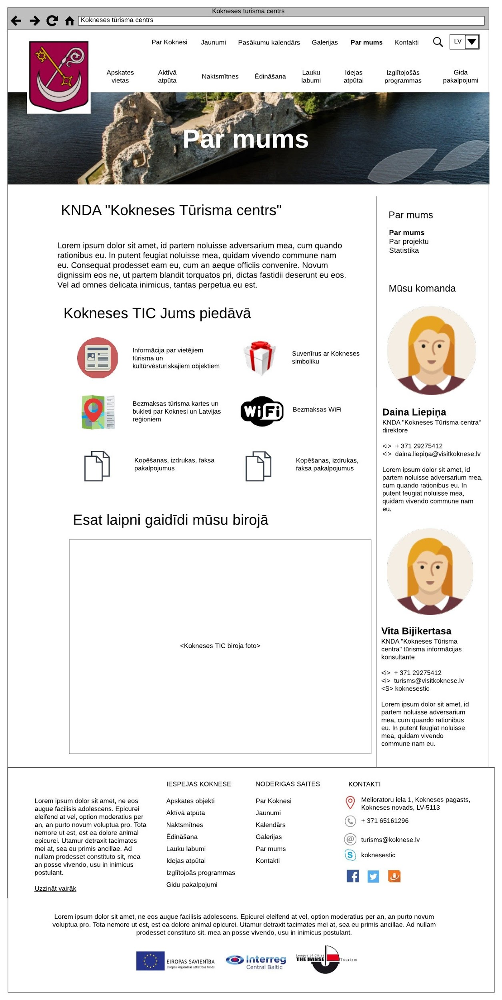 Kokneses tūrisma centrs
Kokneses tūrisma centrs
Par Koknesi
Jaunumi
Pasākumu kalendārs
Galerijas
Par mums
Kontakti
LV
Apskates
vietas
Aktīvā
atpūta
Naktsmītnes
Ēdināšana
Lauku
labumi
Idejas
atpūtai
Izglītojošās
programmas
Gida
pakalpojumi
Par mums
KNDA "Kokneses Tūrisma centrs"
Lorem ipsum dolor sit amet, id partem noluisse adversarium mea, cum quando
rationibus eu. In putent feugiat noluisse mea, quidam vivendo commune nam
eu. Consequat prodesset eam eu, cum an aeque officiis convenire. Novum
dignissim eos ne, ut partem blandit torquatos pri, dictas fastidii deserunt eu eos.
Vel ad omnes delicata inimicus, tantas perpetua eu est.
Kokneses TIC Jums piedāvā
Informācija par vietējiem
tūrisma un
kultūrvēsturiskajiem objektiem
Suvenīrus ar Kokneses
simboliku
Bezmaksas tūrisma kartes un
bukleti par Koknesi un Latvijas
reģioniem
WiFi
Bezmaksas WiFi
Kopēšanas, izdrukas, faksa
pakalpojumus
Kopēšanas, izdrukas,
faksa pakalpojumus
Esat laipni gaidīdi mūsu birojā
<Kokneses TIC biroja foto>
Par mums
Par mums
Par projektu
Statistika
Mūsu komanda
Daina Liepiņa
KNDA "Kokneses Tūrisma centra"
direktore
<i> + 371 29275412
<i> daina.liepiņa@visitkoknese.lv
Lorem ipsum dolor sit amet, id
partem noluisse adversarium mea,
cum quando rationibus eu. In
putent feugiat noluisse mea,
quidam vivendo commune nam
eu.
Vita Bijikertasa
KNDA "Kokneses Tūrisma
centra" tūrisma informācijas
konsultante
<i> + 371 29275412
<i> turisms@visitkoknese.lv
<S> koknesestic
Lorem ipsum dolor sit amet, id
partem noluisse adversarium
mea, cum quando rationibus
eu. In putent feugiat noluisse
mea, quidam vivendo
commune nam eu.
Lorem ipsum dolor sit amet, ne eos
augue facilisis adolescens. Epicurei
eleifend at vel, option moderatius per
an, an purto novum voluptua pro. Tota
nemore ut est, est ea dolore animal
epicurei. Utamur detraxit tacimates
mei at, sea eu primis ancillae. Ad
nullam prodesset constituto sit, mea
an posse vivendo, usu in inimicus
postulant.
Uzzināt vairāk
IESPĒJAS KOKNESĒ
Apskates objekti
Aktīvā atpūta
Naktsmītnes
Ēdināšana
Lauku labumi
Idejas atpūtai
Izglītojoās programmas
Gidu pakalpojumi
NODERĪGAS SAITES
Par Koknesi
Jaunumi
Kalendārs
Galerijas
Par mums
Kontakti
KONTAKTI
Melioratoru iela 1, Kokneses pagasts,
Kokneses novads, LV-5113
+ 371 65161296
turisms@koknese.lv
koknesestic
Lorem ipsum dolor sit amet, ne eos augue facilisis adolescens. Epicurei eleifend at vel, option moderatius per an, an purto novum
voluptua pro. Tota nemore ut est, est ea dolore animal epicurei. Utamur detraxit tacimates mei at, sea eu primis ancillae. Ad nullam
prodesset constituto sit, mea an posse vivendo, usu in inimicus postulant.
EIROPAS SAVIENĪBA
Eiropas Reģionālās attīstības fonds
Interreg
Central Baltic
League of Cities
THE HANSE
Tourism